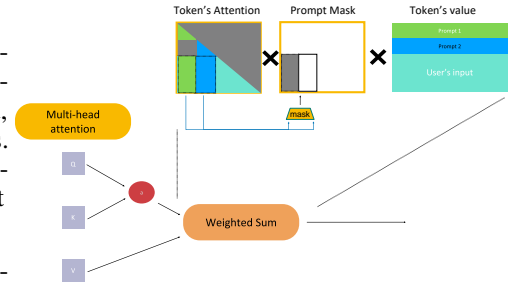 Token's Attention
Prompt Mask
Token's value
Prompt 1
Prompt 2
User's input
mask
Multi-head
attention
Q
a
K
Weighted Sum
V